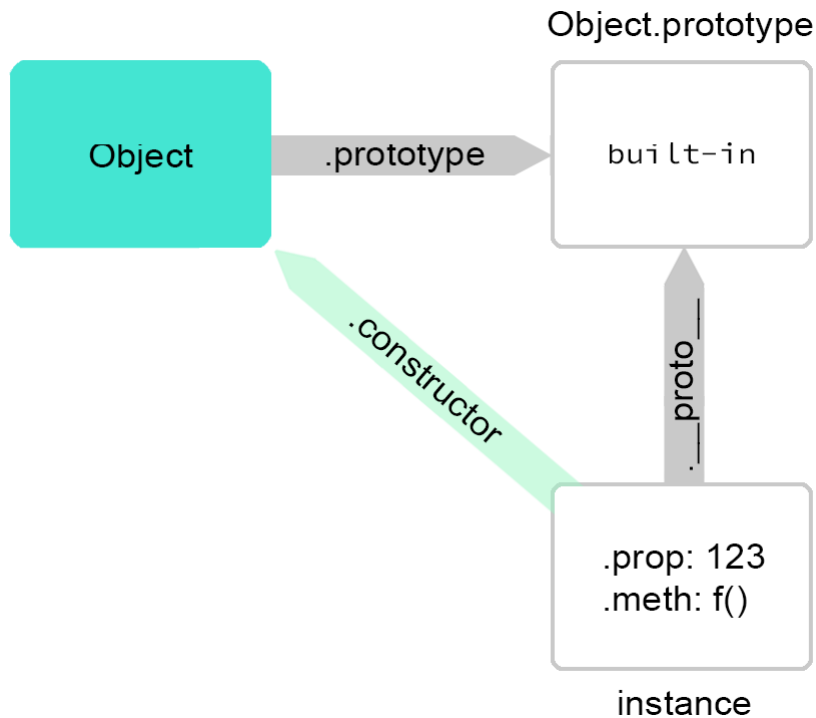 Object.prototype
Object
.prototype
built-in
.constructor
.__proto__
.prop: 123
.meth: f()
instance